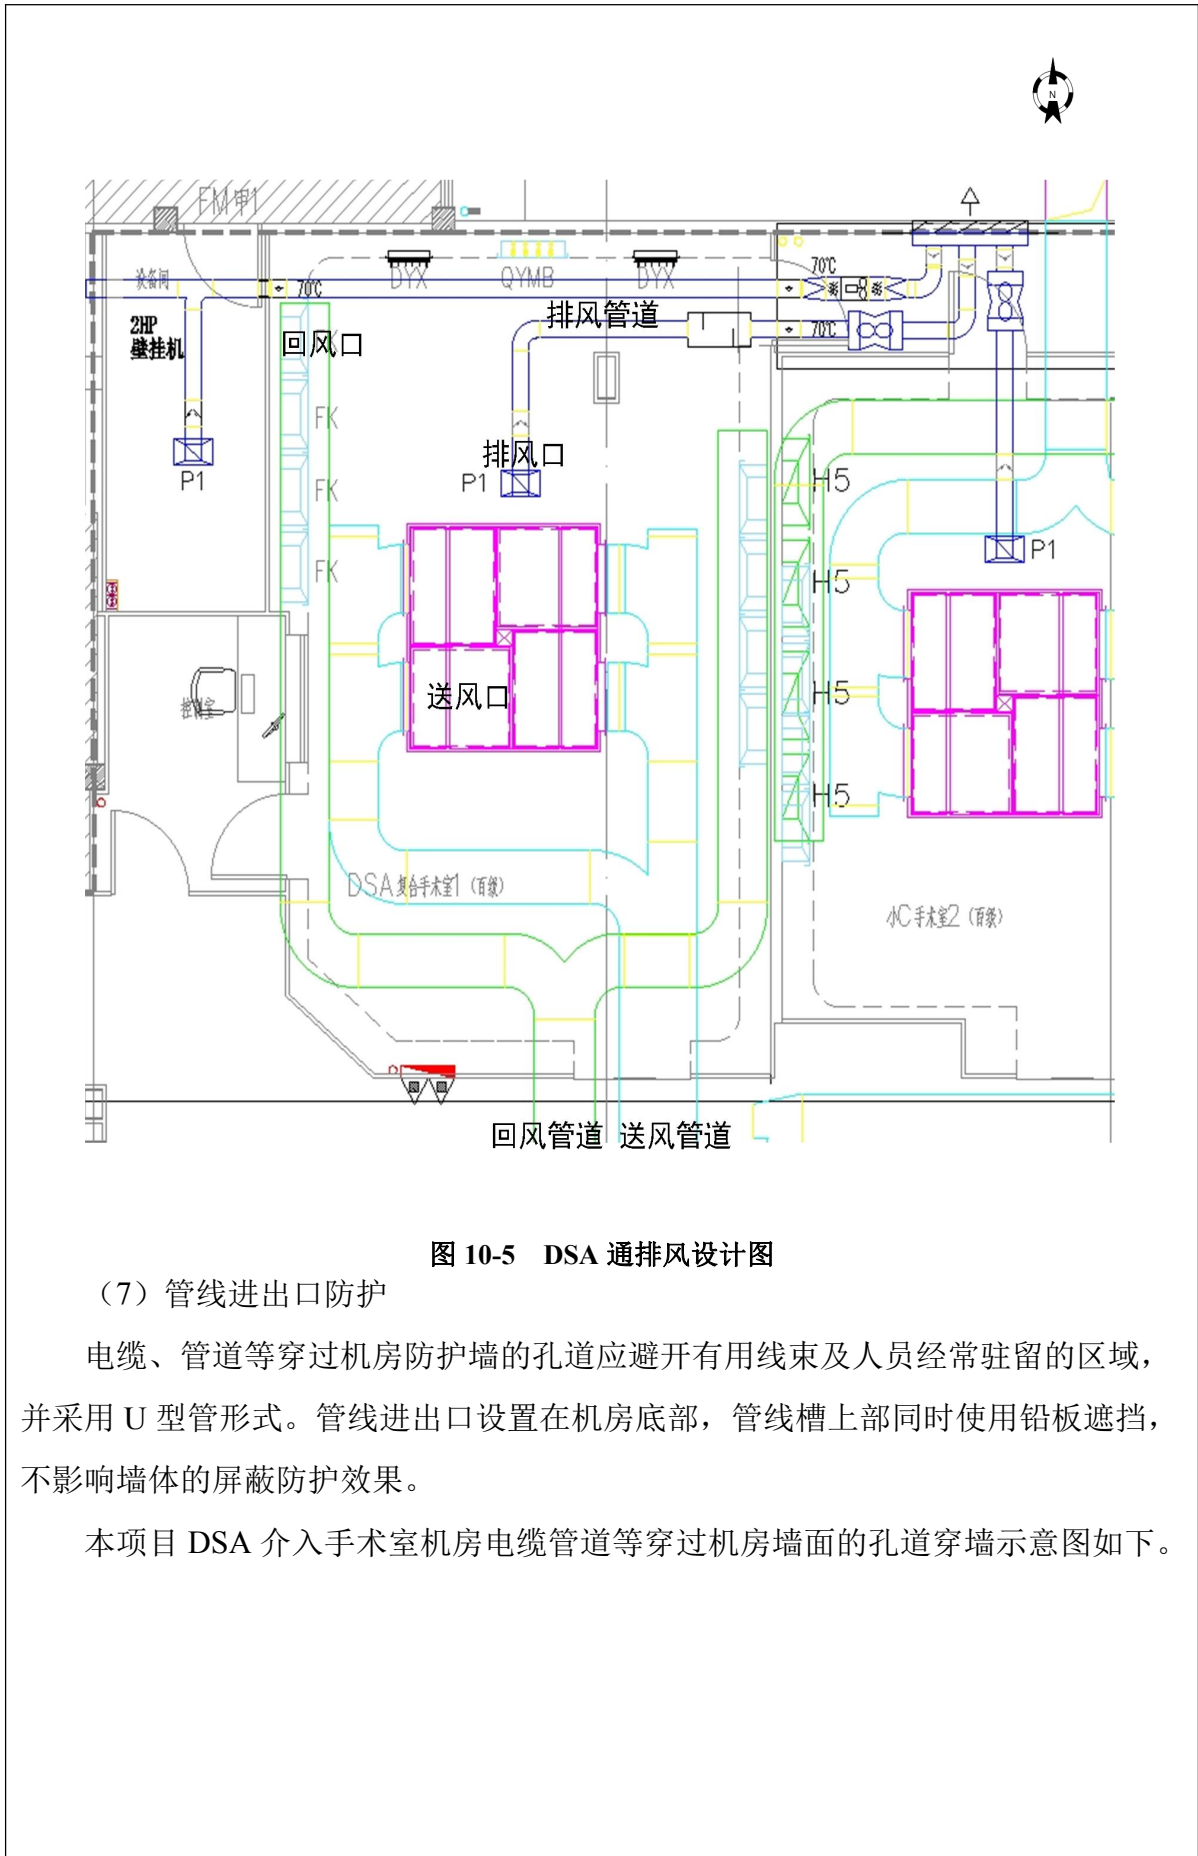 N
FM甲1
设备间
70℃
DYX
QYMB
DYX
70℃
排风管道
70℃
2HP
壁挂机
回风口
FK
FK
FK
排风口
P1
P1
P1
H5
H5
H5
H5
送风口
控制室
DSA复合手术室1（百级）
小C手术室2（百级）
回风管道 送风管道
图 10-5 DSA 通排风设计图
（7）管线进出口防护
电缆、管道等穿过机房防护墙的孔道应避开有用线束及人员经常驻留的区域，
并采用 U 型管形式。管线进出口设置在机房底部，管线槽上部同时使用铅板遮挡，
不影响墙体的屏蔽防护效果。
本项目 DSA 介入手术室机房电缆管道等穿过机房墙面的孔道穿墙示意图如下。